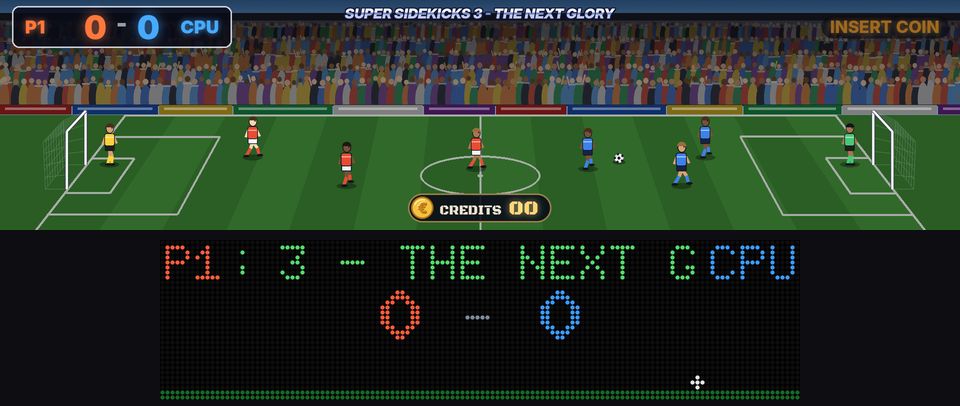 SUPER SIDEKICKS 3 - THE NEXT GLORY
P1 0 - 0 CPU
INSERT COIN
CREDITS 00
P1 : 3 - THE NEXT G CPU
0 - 0